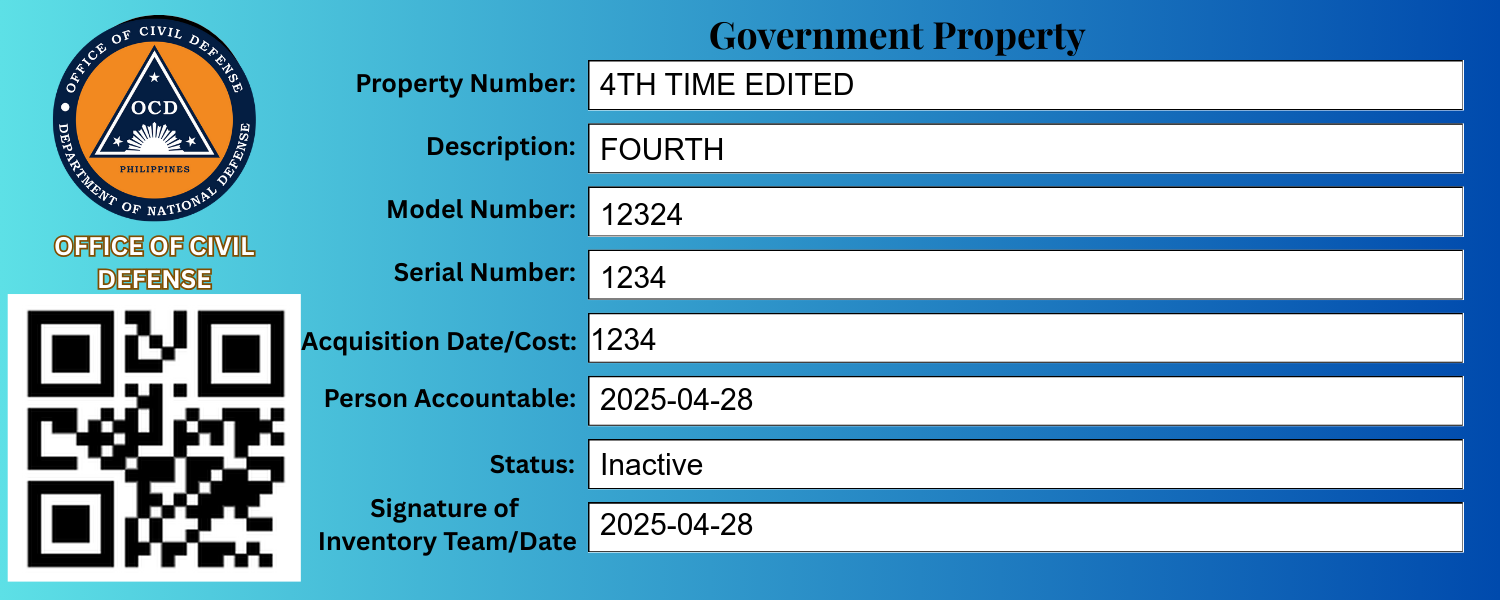 OFFICE OF CIVIL DEFENSE
DEPARTMENT OF NATIONAL DEFENSE
OCD
PHILIPPINES
OFFICE OF CIVIL
DEFENSE
Government Property
Property Number: 4TH TIME EDITED
Description: FOURTH
Model Number: 12324
Serial Number: 1234
Acquisition Date/Cost: 1234
Person Accountable: 2025-04-28
Status: Inactive
Signature of
Inventory Team/Date 2025-04-28